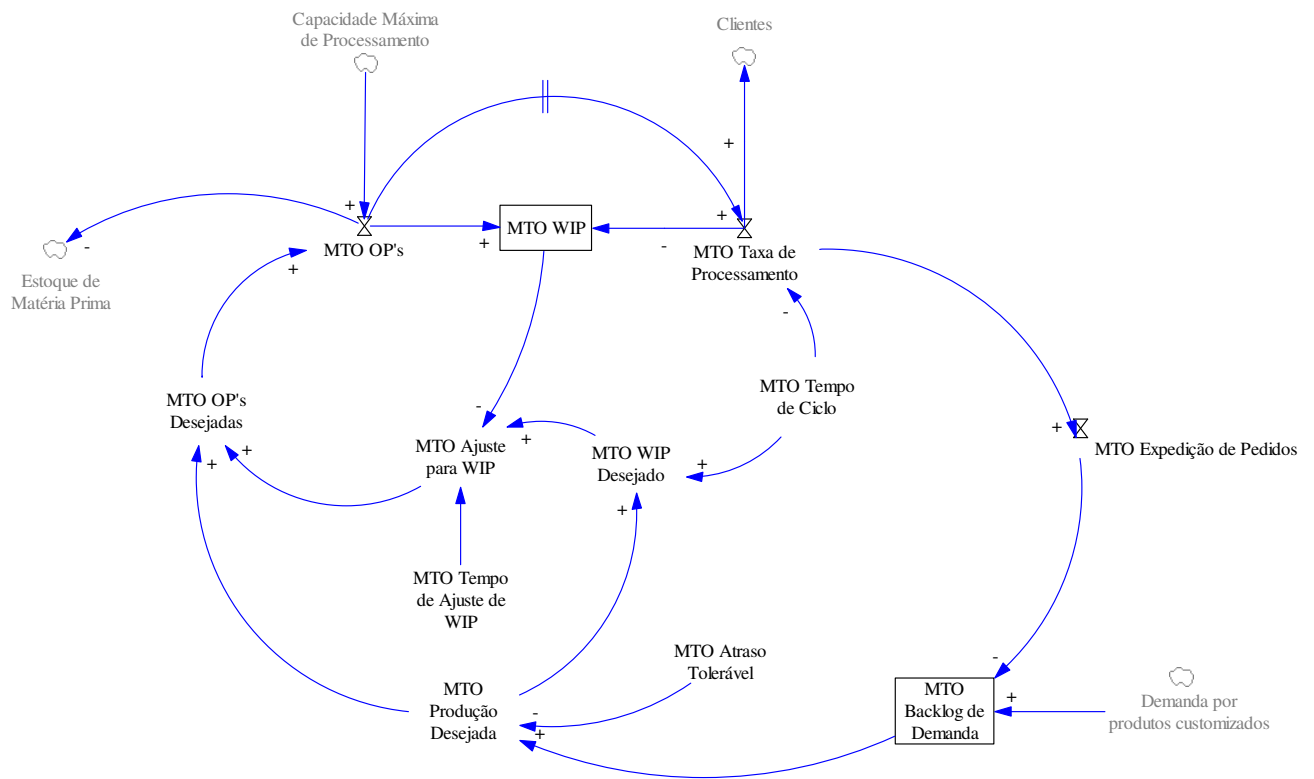 Capacidade Máxima
de Processamento
Clientes
+
+
+
-
+
MTO WIP
-
+
MTO OP's
MTO Taxa de
Processamento
Estoque de
Matéria Prima
+
-
MTO OP's
Desejadas
MTO Tempo
de Ciclo
-
+
+
MTO Expedição de Pedidos
MTO Ajuste
para WIP
MTO WIP
Desejado
+
+
+
+
MTO Tempo
de Ajuste de
WIP
MTO Atraso
Tolerável
-
MTO
Produção
Desejada
-
+
MTO
Backlog de
Demanda
+
Demanda por
produtos customizados